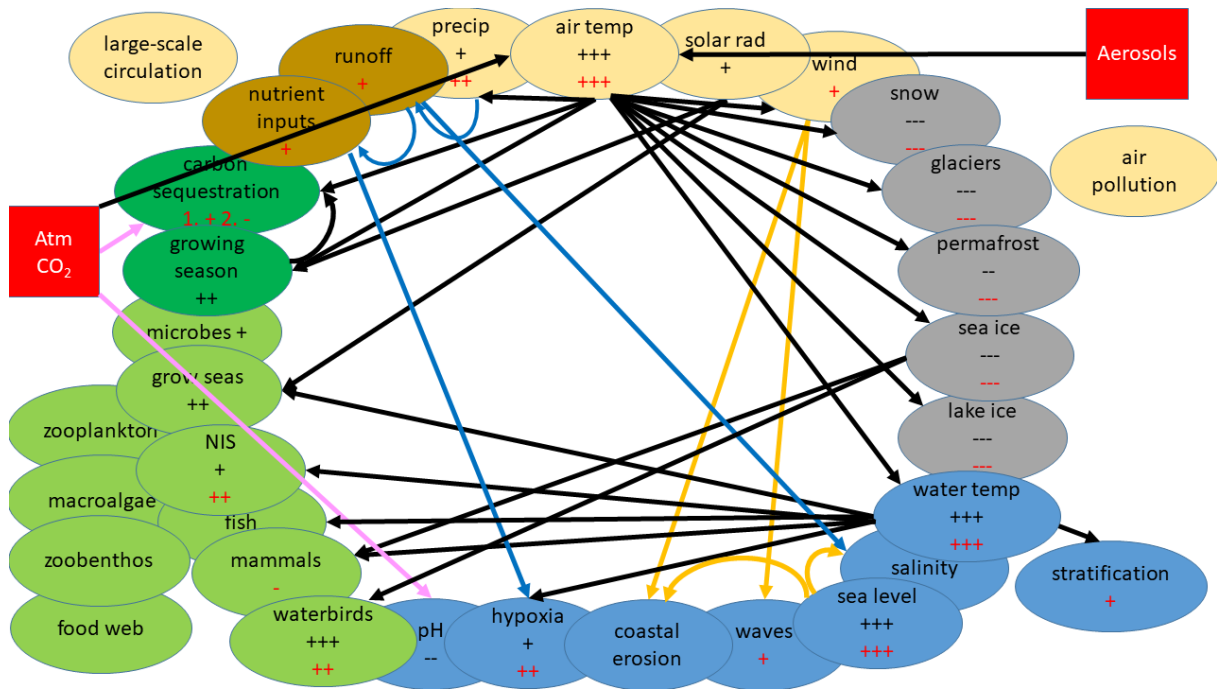 large-scale
circulation
precip
+
++
air temp
+++
+++
solar rad
+
wind
+
Aerosols
runoff
+
nutrient
inputs
+
snow
---
---
glaciers
---
---
air
pollution
carbon
sequestration
1. + 2. -
Atm
CO₂
growing
season
++
permafrost
--
---
microbes +
sea ice
---
---
grow seas
++
zooplankton
NIS
+
++
lake ice
---
---
macroalgae
fish
water temp
+++
+++
zoobenthos
mammals
-
salinity
stratification
+
food web
waterbirds
+++
++
pH
--
hypoxia
+
++
coastal
erosion
waves
+
sea level
+++
+++